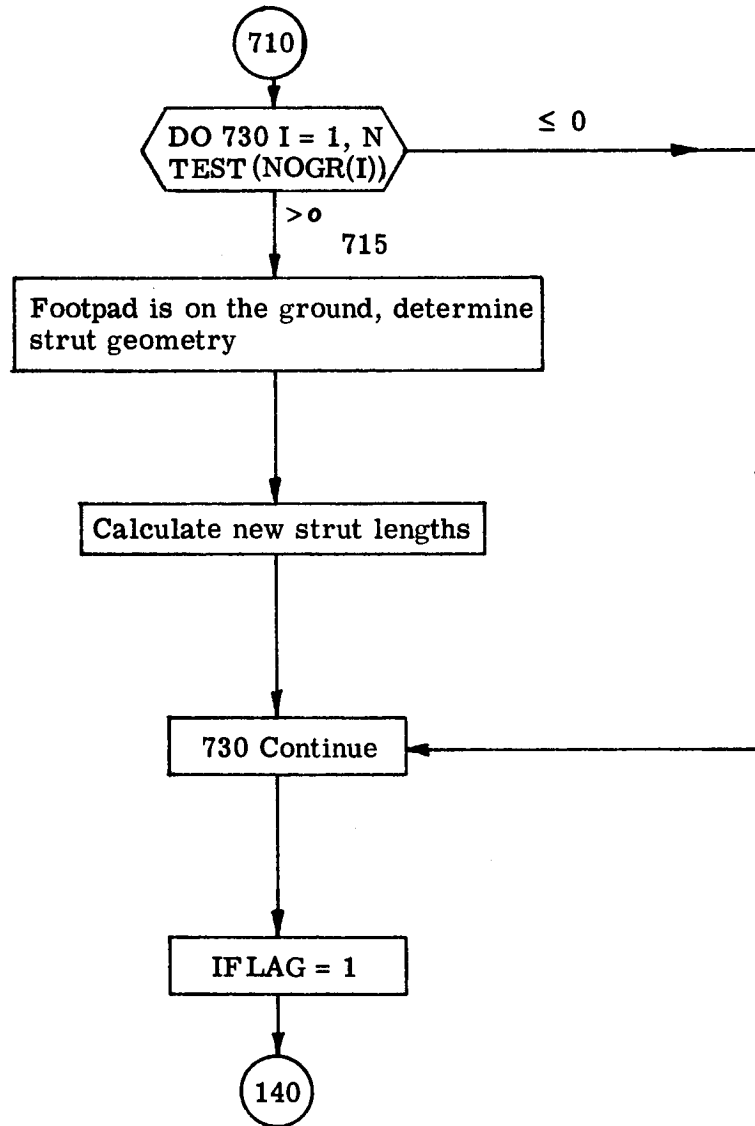 710
DO 730 I = 1, N
TEST (NOGR(I))
≤ 0
>0
715
Footpad is on the ground, determine
strut geometry
Calculate new strut lengths
730 Continue
IFLAG = 1
140